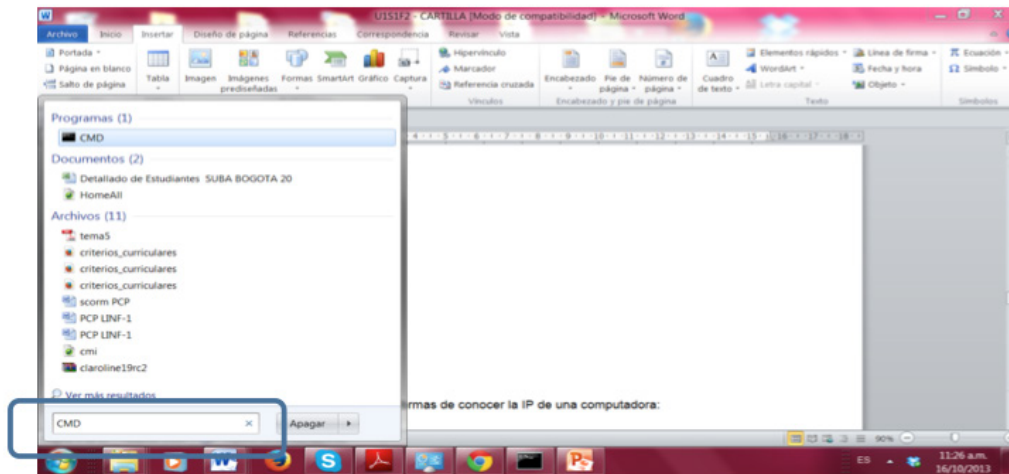 U1S1F2 - CARTILLA [Modo de compatibilidad] - Microsoft Word
Archivo Inicio Insertar Diseño de página Referencias Correspondencia Revisar Vista
Portada
Página en blanco
Salto de página
Tabla
Imagen
Imágenes prediseñadas
Formas
SmartArt
Gráfico
Captura
Hipervínculo
Marcador
Referencia cruzada
Vínculos
Encabezado
Pie de página
Número de página
Encabezado y pie de página
Cuadro de texto
Elementos rápidos
WordArt
Letra capital
Línea de firma
Fecha y hora
Objeto
Texto
Ecuación
Símbolo
Símbolos
Programas (1)
CMD
Documentos (2)
Detallado de Estudiantes SUBA BOGOTA 20
HomeAll
Archivos (11)
tema5
criterios_curriculares
criterios_curriculares
criterios_curriculares
scorm PCP
PCP LINF-1
PCP LINF-1
cmi
claroline19rc2
Ver más resultados
rmas de conocer la IP de una computadora:
CMD
Apagar
90%
ES
11:26 a.m.
16/10/2013